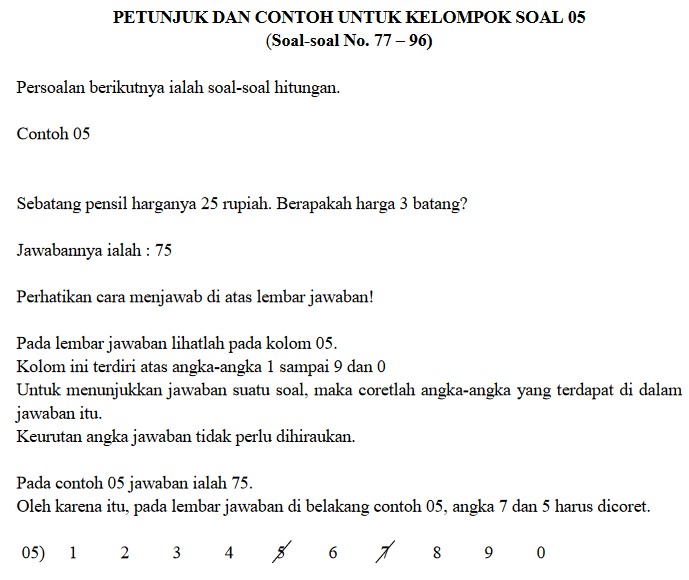 PETUNJUK DAN CONTOH UNTUK KELOMPOK SOAL 05
(Soal-soal No. 77 – 96)
Persoalan berikutnya ialah soal-soal hitungan.
Contoh 05
Sebatang pensil harganya 25 rupiah. Berapakah harga 3 batang?
Jawabannya ialah : 75
Perhatikan cara menjawab di atas lembar jawaban!
Pada lembar jawaban lihatlah pada kolom 05.
Kolom ini terdiri atas angka-angka 1 sampai 9 dan 0
Untuk menunjukkan jawaban suatu soal, maka coretlah angka-angka yang terdapat di dalam
jawaban itu.
Keurutan angka jawaban tidak perlu dihiraukan.
Pada contoh 05 jawaban ialah 75.
Oleh karena itu, pada lembar jawaban di belakang contoh 05, angka 7 dan 5 harus dicoret.
05) 1 2 3 4 5 6 7 8 9 0